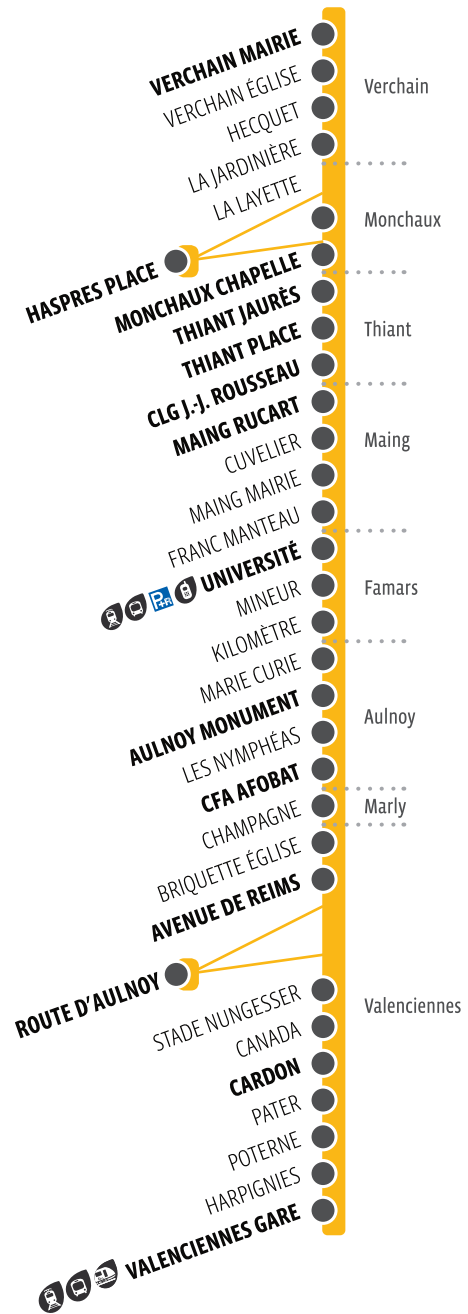 VERCHAIN MAIRIE
VERCHAIN ÉGLISE
HECQUET
LA JARDINIÈRE
Verchain
LA LAYETTE
Monchaux
HASPRES PLACE
MONCHAUX CHAPELLE
THIANT JAURÈS
THIANT PLACE
CLG J.-J. ROUSSEAU
Thiant
MAING RUCART
CUVELIER
MAING MAIRIE
FRANC MANTEAU
Maing
P+R UNIVERSITÉ
MINEUR
KILOMÈTRE
Famars
MARIE CURIE
AULNOY MONUMENT
LES NYMPHÉAS
CFA AFOBAT
Aulnoy
CHAMPAGNE
Marly
BRIQUETTE ÉGLISE
AVENUE DE REIMS
ROUTE D'AULNOY
STADE NUNGESSER
CANADA
CARDON
PATER
POTERNE
HARPIGNIES
VALENCIENNES GARE
Valenciennes